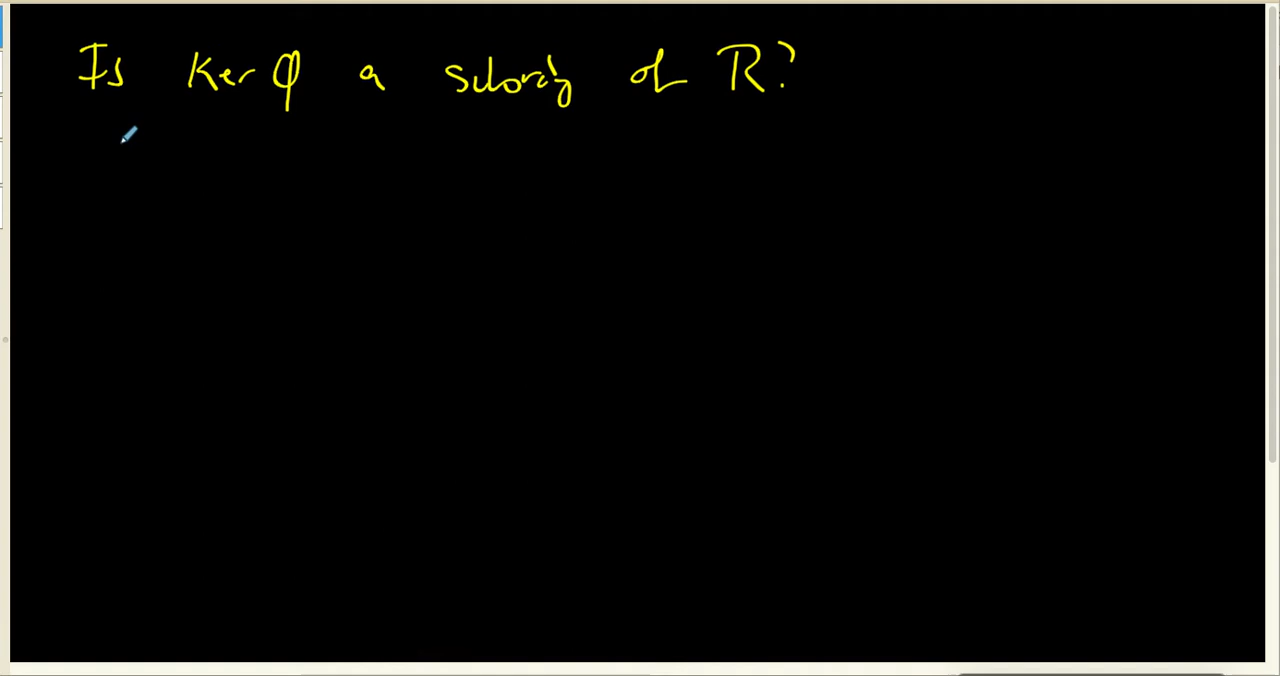 Is Ker φ a subring of R?